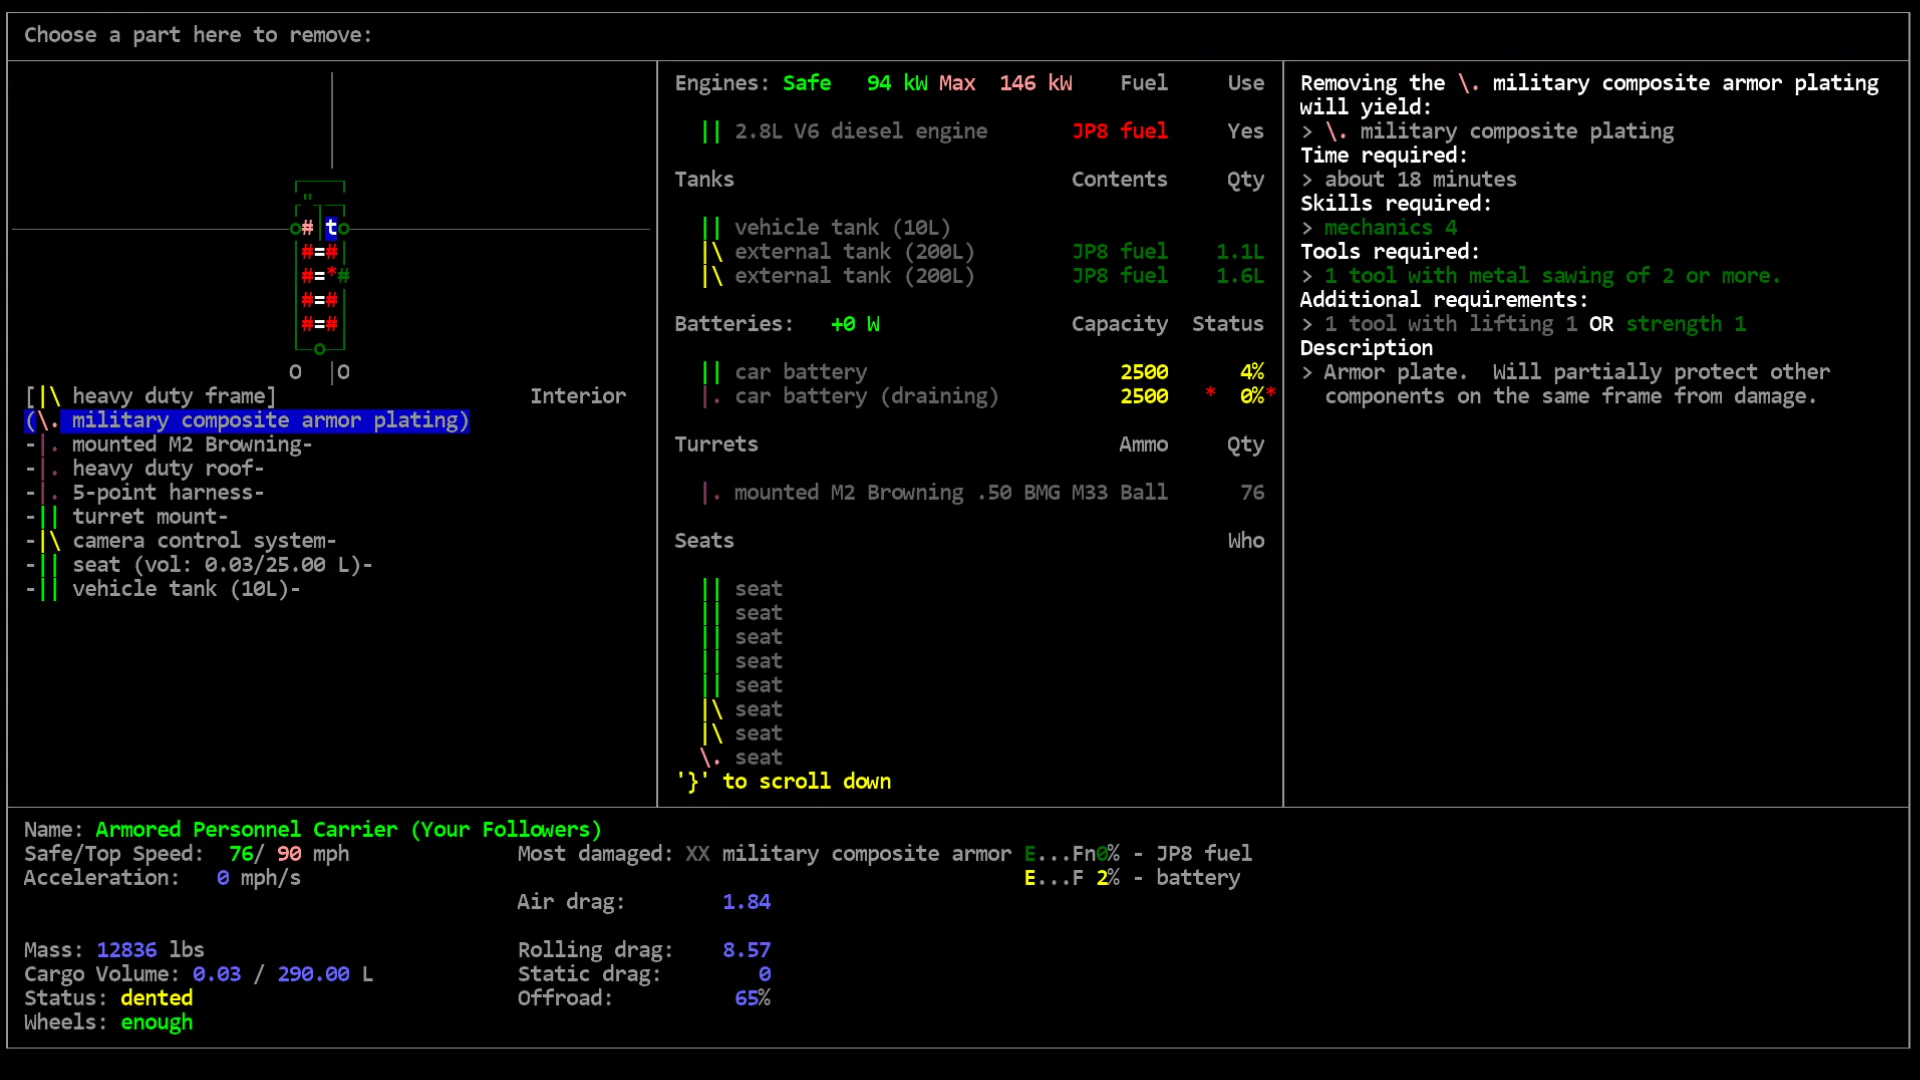 Choose a part here to remove:
Engines: Safe 94 kW Max 146 kW Fuel Use
|| 2.8L V6 diesel engine JP8 fuel Yes
Tanks Contents Qty
|| vehicle tank (10L)
|\ external tank (200L) JP8 fuel 1.1L
|\ external tank (200L) JP8 fuel 1.6L
Batteries: +0 W Capacity Status
|| car battery 2500 4%
|. car battery (draining) 2500 * 0%*
Turrets Ammo Qty
|. mounted M2 Browning .50 BMG M33 Ball 76
Seats Who
|| seat
|| seat
|| seat
|| seat
|| seat
|\ seat
|\ seat
\. seat
'}' to scroll down
o# |to
#=#
#=*#
#=#
#=#
o
O |O
[|\ heavy duty frame] Interior
(\. military composite armor plating)
-|. mounted M2 Browning-
-|. heavy duty roof-
-|. 5-point harness-
-|| turret mount-
-|\ camera control system-
-|| seat (vol: 0.03/25.00 L)-
-|| vehicle tank (10L)-
Removing the \. military composite armor plating
will yield:
> \. military composite plating
Time required:
> about 18 minutes
Skills required:
> mechanics 4
Tools required:
> 1 tool with metal sawing of 2 or more.
Additional requirements:
> 1 tool with lifting 1 OR strength 1
Description
> Armor plate. Will partially protect other
components on the same frame from damage.
Name: Armored Personnel Carrier (Your Followers)
Safe/Top Speed: 76/ 90 mph
Acceleration: 0 mph/s
Mass: 12836 lbs
Cargo Volume: 0.03 / 290.00 L
Status: dented
Wheels: enough
Most damaged: XX military composite armor
Air drag: 1.84
Rolling drag: 8.57
Static drag: 0
Offroad: 65%
E...Fn0% - JP8 fuel
E...F 2% - battery